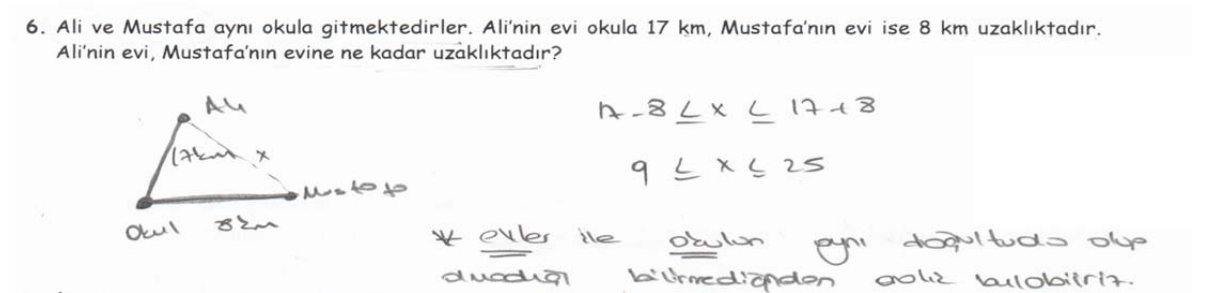 6. Ali ve Mustafa aynı okula gitmektedirler. Ali'nin evi okula 17 km, Mustafa'nın evi ise 8 km uzaklıktadır.
Ali'nin evi, Mustafa'nın evine ne kadar uzaklıktadır?
Ali
17km x
Mustafa
Okul 8km
17-8 ≤ x ≤ 17+8
9 ≤ x ≤ 25
* evler ile okulun aynı doğrultuda olup
olmadığı bilinmediğinden aralık bulabiliriz.